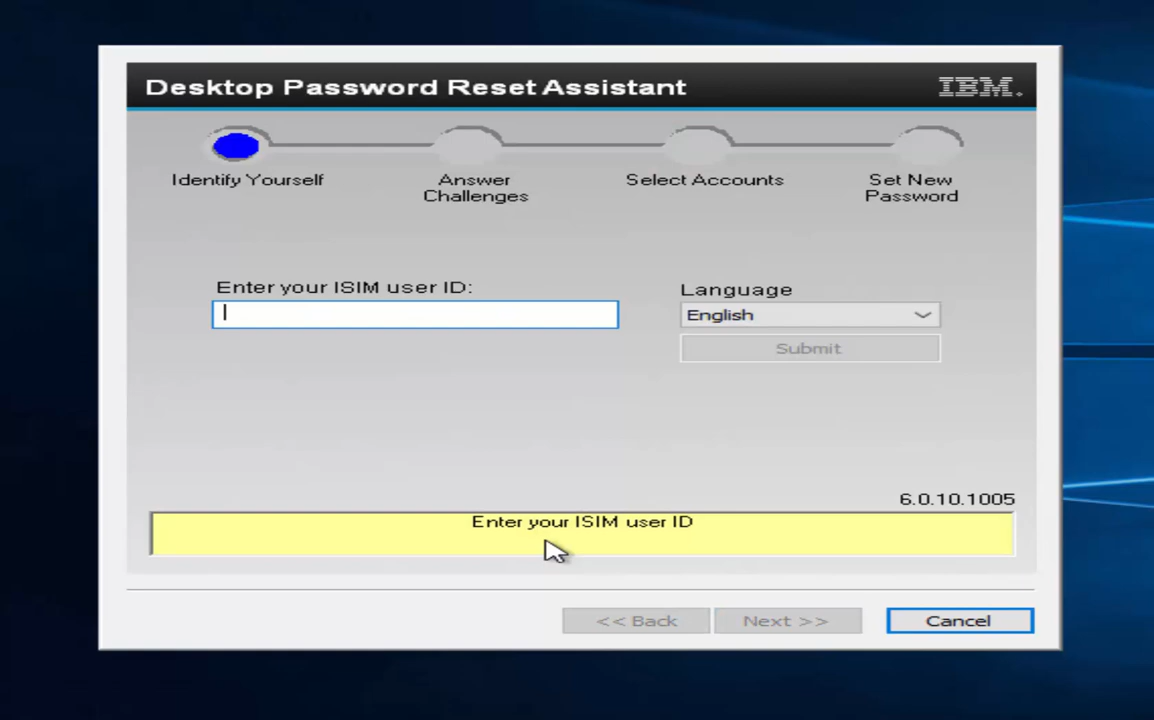 Desktop Password Reset Assistant
IBM.
Identify Yourself
Answer
Challenges
Select Accounts
Set New
Password
Enter your ISIM user ID:
Language
English
Submit
6.0.10.1005
Enter your ISIM user ID
<< Back
Next >>
Cancel